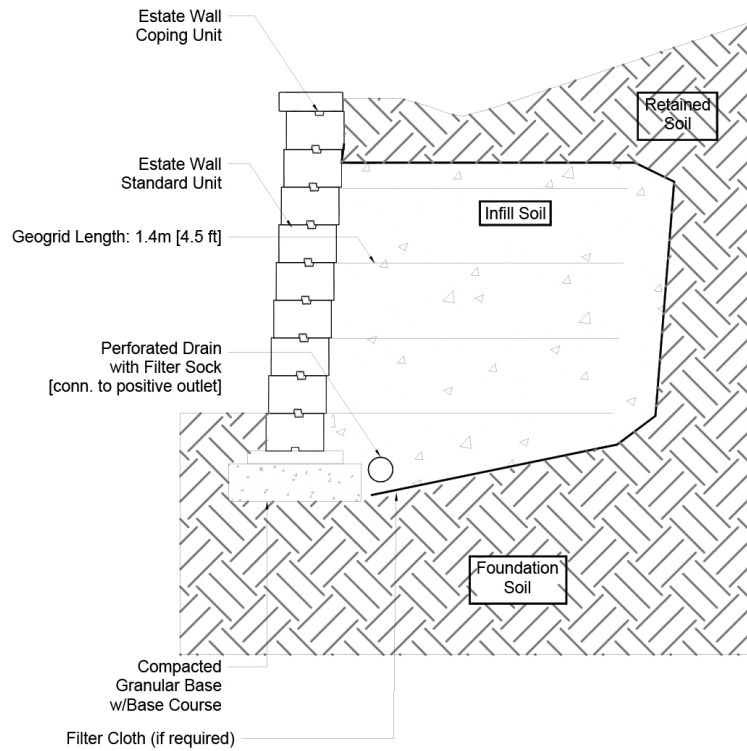 Estate Wall
Coping Unit
Retained
Soil
Estate Wall
Standard Unit
Infill Soil
Geogrid Length: 1.4m [4.5 ft]
Perforated Drain
with Filter Sock
[conn. to positive outlet]
Foundation
Soil
Compacted
Granular Base
w/Base Course
Filter Cloth (if required)